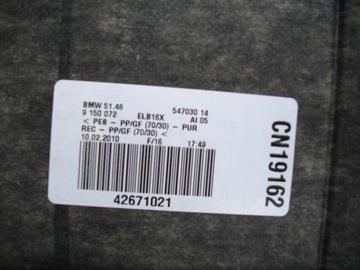 BMW 51.46 547030 14
9 150 072 ELB16X AI 05
< PE8 - PP/GF (70/30) - PUR
REC - PP/GF (70/30) <
10.02.2010 F/16 17:49
42671021
CN19162